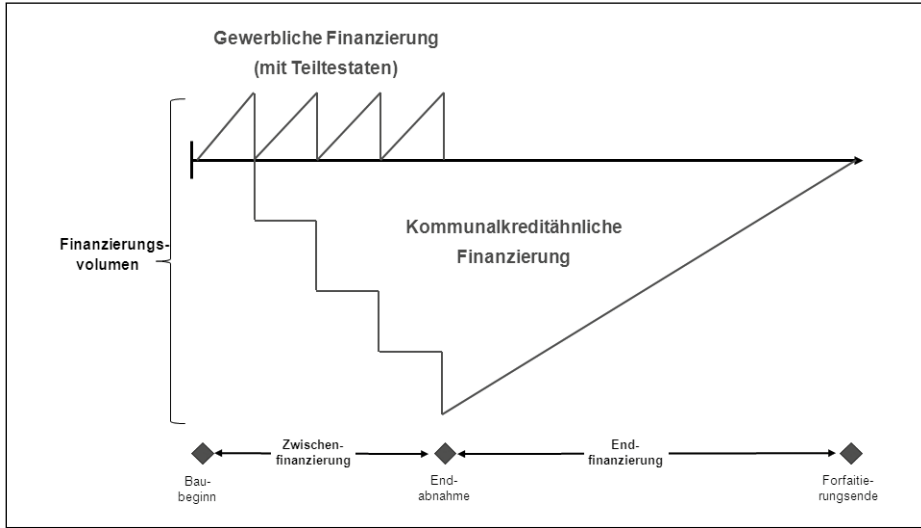 Gewerbliche Finanzierung
(mit Teiltestaten)
Kommunalkreditähnliche
Finanzierung
Finanzierungs-
volumen
Zwischen-
finanzierung
End-
finanzierung
Bau-
beginn
End-
abnahme
Forfaitie-
rungsende